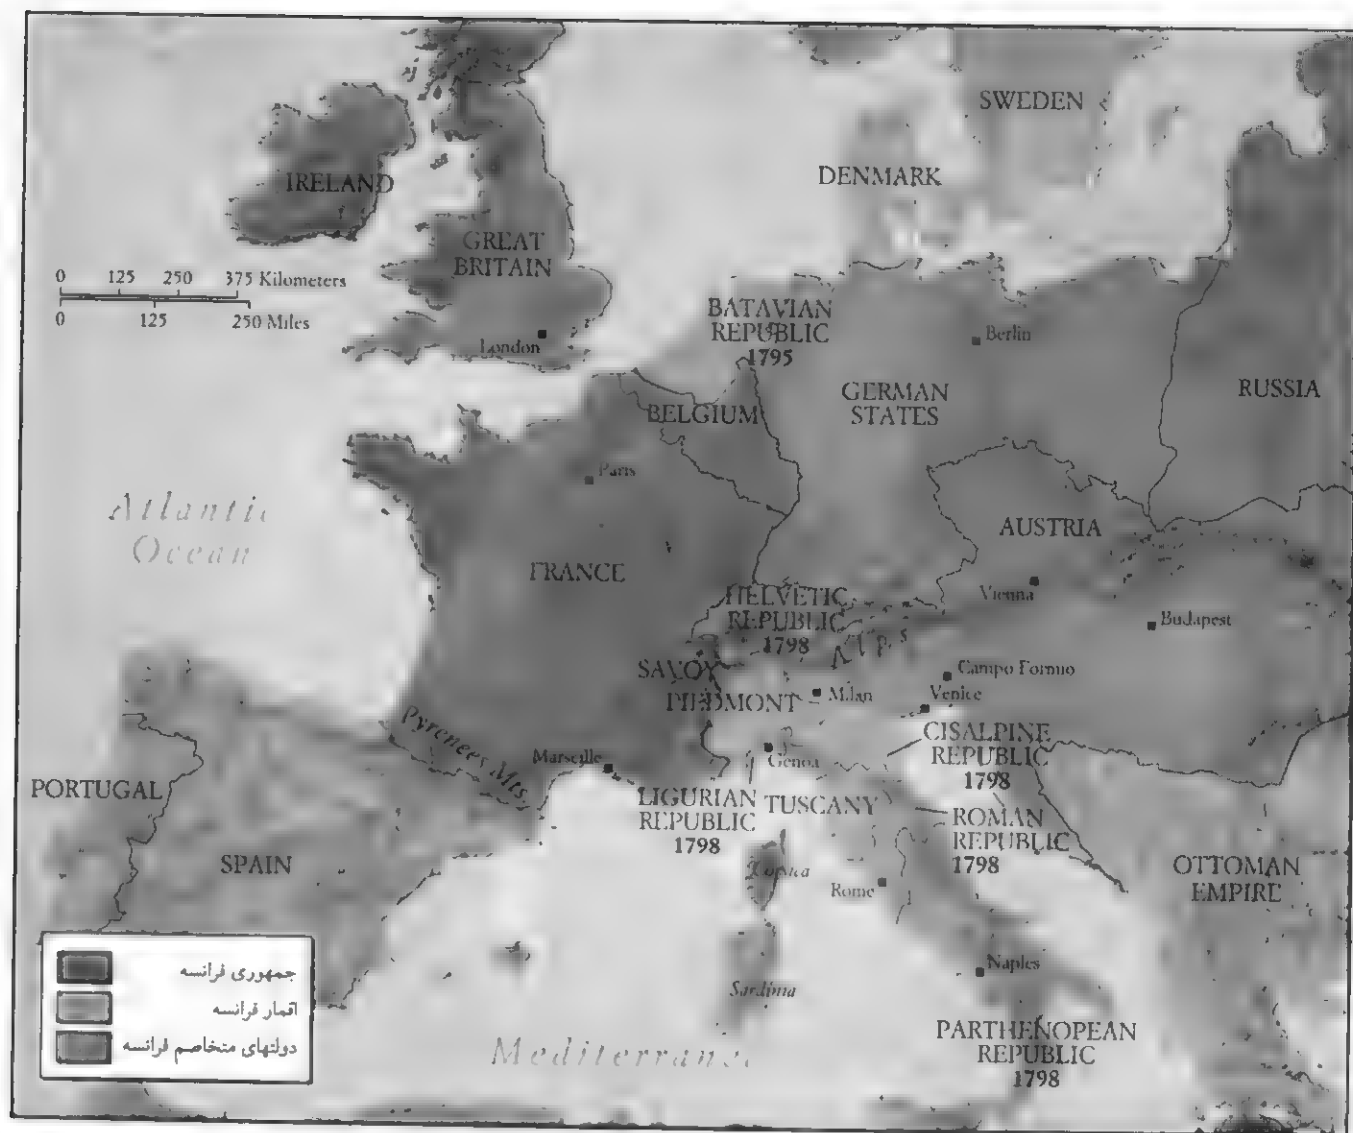 SWEDEN
DENMARK
IRELAND
GREAT
BRITAIN
0 125 250 375 Kilometers
0 125 250 Miles
London
BATAVIAN
REPUBLIC
1795
Berlin
GERMAN
STATES
RUSSIA
BELGIUM
Paris
Atlantic
Ocean
AUSTRIA
FRANCE
Vienna
HELVETIC
REPUBLIC
1798
Budapest
Alps
SAVOY
PIEDMONT
Milan
Campo Formio
Venice
Pyrenees Mts.
Marseille
Genoa
CISALPINE
REPUBLIC
1798
PORTUGAL
LIGURIAN
REPUBLIC
1798
TUSCANY
ROMAN
REPUBLIC
1798
SPAIN
Corsica
Rome
OTTOMAN
EMPIRE
جمهوری فرانسه
اقمار فرانسه
دولتهای متخاصم فرانسه
Sardinia
Naples
PARTHENOPEAN
REPUBLIC
1798